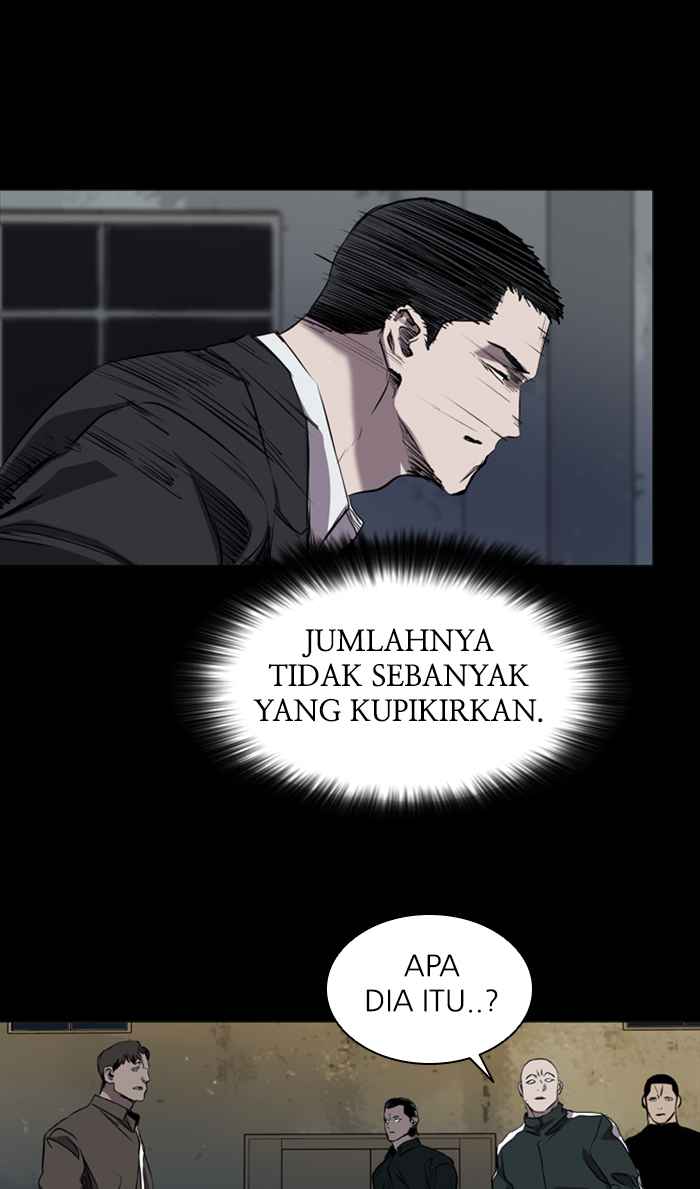 JUMLAHNYA
TIDAK SEBANYAK
YANG KUPIKIRKAN.
APA
DIA ITU..?